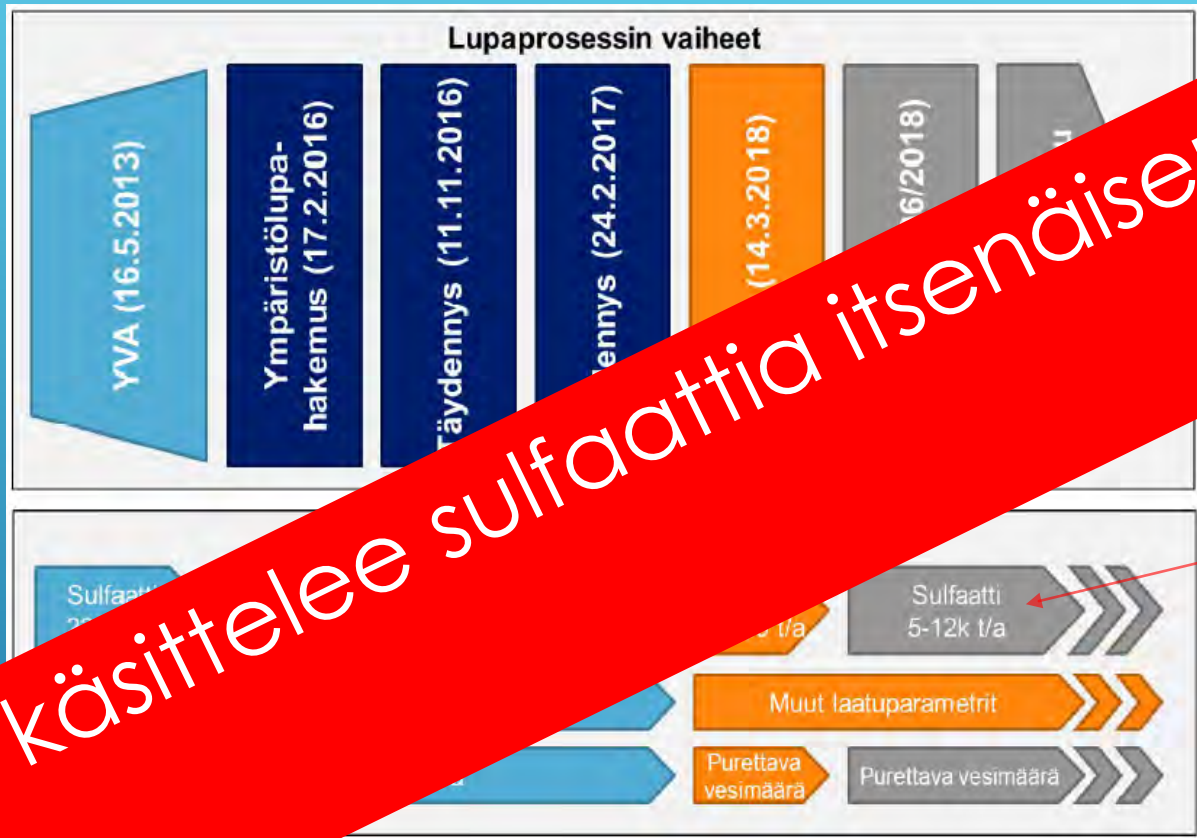 Lupaprosessin vaiheet
YVA (16.5.2013)
Ympäristölupa-
hakemus (17.2.2016)
Täydennys (11.11.2016)
ennys (24.2.2017)
(14.3.2018)
6/2018)
käsittelee sulfaattia itsenäise
Sulfaatti
t/a
Sulfaatti
5-12k t/a
Muut laatuparametrit
Purettava
vesimäärä
Purettava vesimäärä